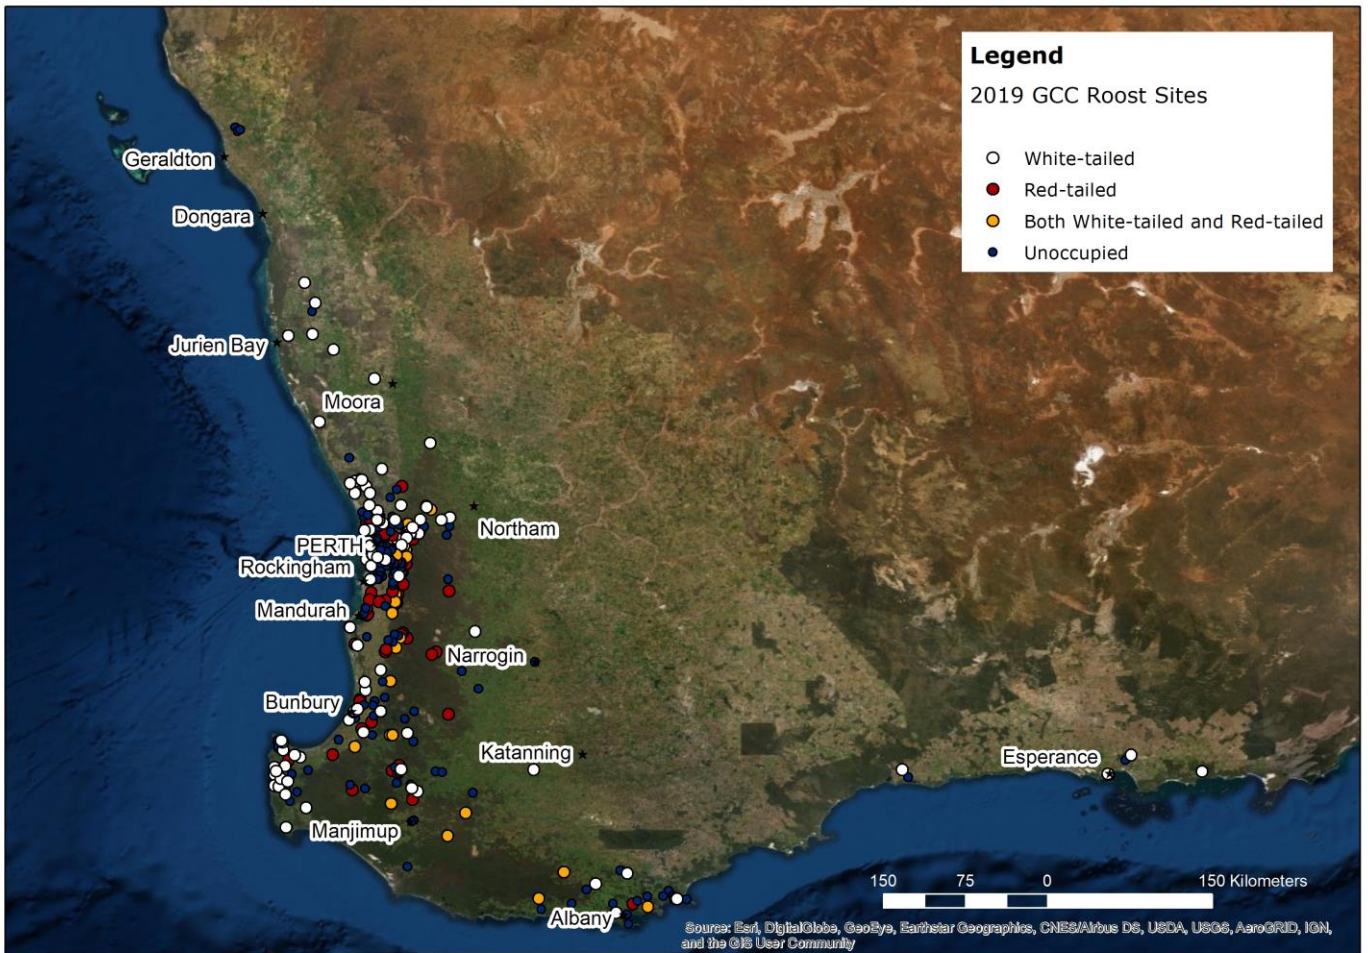 Legend
2019 GCC Roost Sites
White-tailed
Red-tailed
Both White-tailed and Red-tailed
Unoccupied
Geraldton
Dongara
Jurien Bay
Moora
Northam
PERTH
Rockingham
Mandurah
Narrogin
Bunbury
Katanning
Esperance
Manjimup
Albany
150 75 0 150 Kilometers
Source: Esri, DigitalGlobe, GeoEye, Earthstar Geographics, CNES/Airbus DS, USDA, USGS, AeroGRID, IGN,
and the GIS User Community